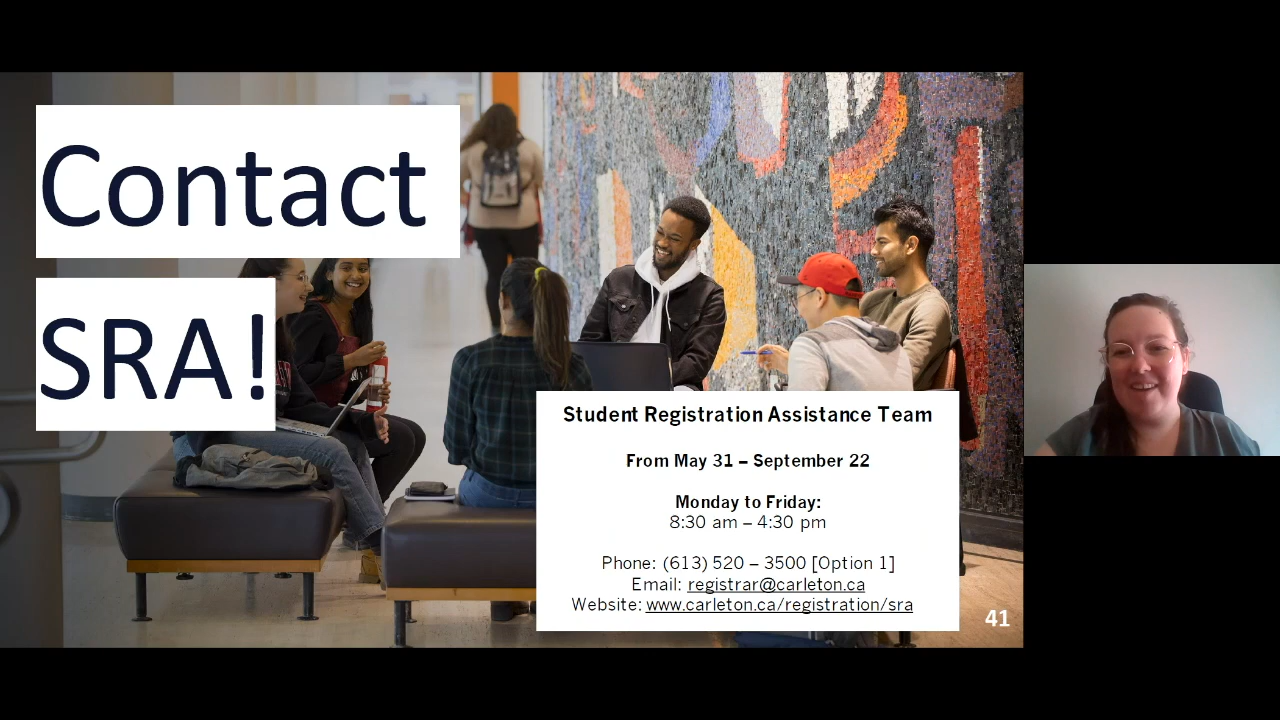 Contact
SRA!
Student Registration Assistance Team
From May 31 – September 22
Monday to Friday:
8:30 am – 4:30 pm
Phone: (613) 520 – 3500 [Option 1]
Email: registrar@carleton.ca
Website: www.carleton.ca/registration/sra
41